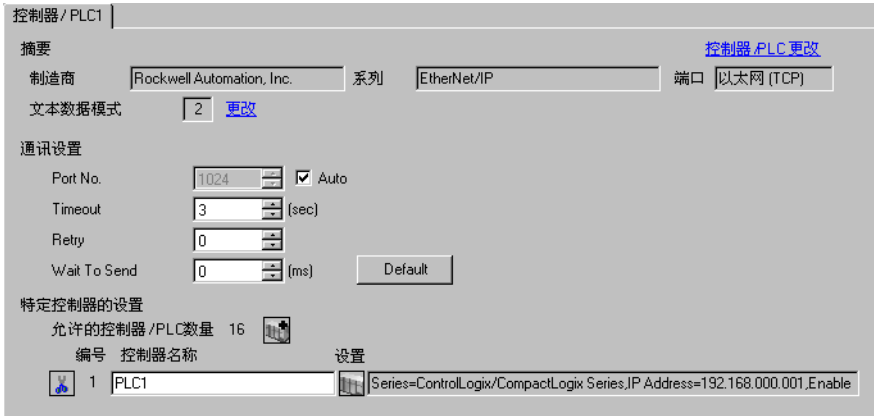 控制器/ PLC1
摘要 控制器/PLC更改
制造商 Rockwell Automation, Inc. 系列 EtherNet/IP 端口 以太网 (TCP)
文本数据模式 2 更改
通讯设置
Port No. 1024 Auto
Timeout 3 (sec)
Retry 0
Wait To Send 0 (ms) Default
特定控制器的设置
允许的控制器/PLC数量 16
编号 控制器名称 设置
1 PLC1 Series=ControlLogix/CompactLogix Series,IP Address=192.168.000.001,Enable